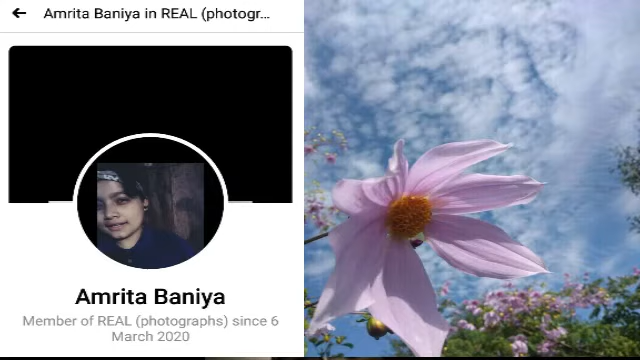 Amrita Baniya in REAL (photogr...
Amrita Baniya
Member of REAL (photographs) since 6
March 2020